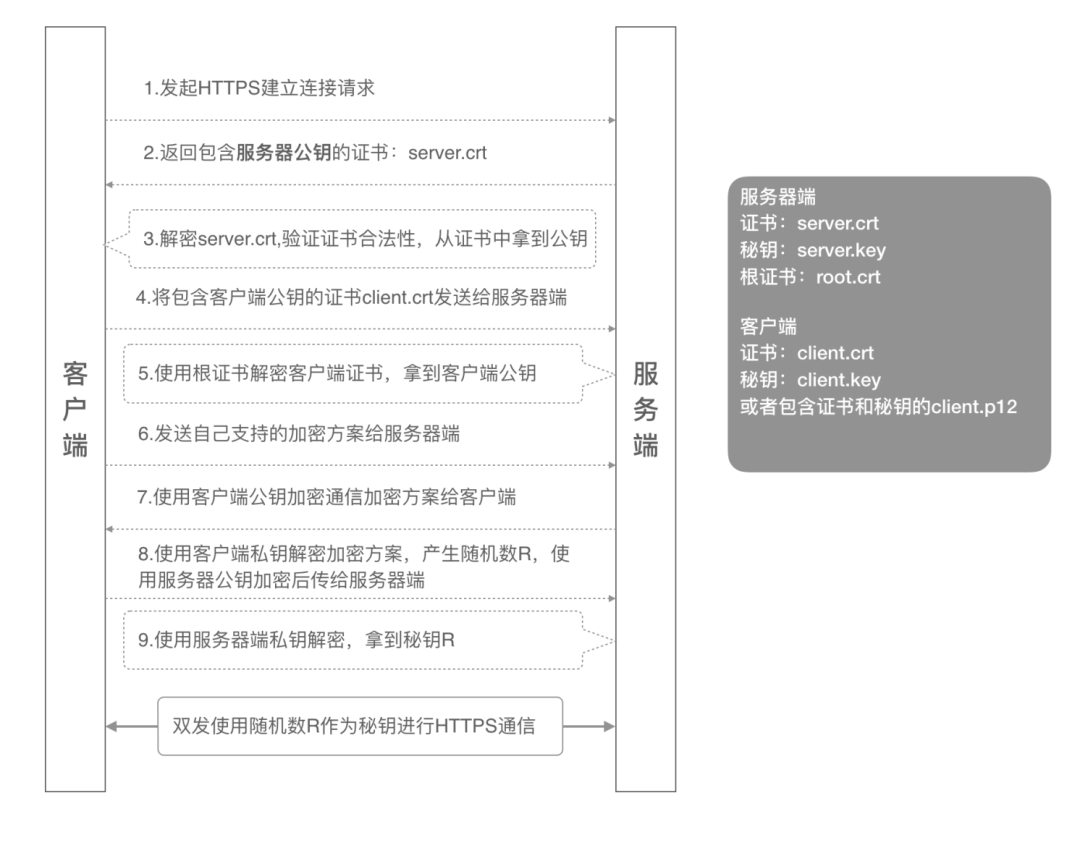 1.发起HTTPS建立连接请求
2.返回包含服务器公钥的证书：server.crt
3.解密server.crt,验证证书合法性，从证书中拿到公钥
4.将包含客户端公钥的证书client.crt发送给服务器端
5.使用根证书解密客户端证书，拿到客户端公钥
6.发送自己支持的加密方案给服务器端
7.使用客户端公钥加密通信加密方案给客户端
8.使用客户端私钥解密加密方案，产生随机数R，使
用服务器公钥加密后传给服务器端
9.使用服务器端私钥解密，拿到秘钥R
双发使用随机数R作为秘钥进行HTTPS通信
客户端
服务端
服务器端
证书：server.crt
秘钥：server.key
根证书：root.crt
客户端
证书：client.crt
秘钥：client.key
或者包含证书和秘钥的client.p12